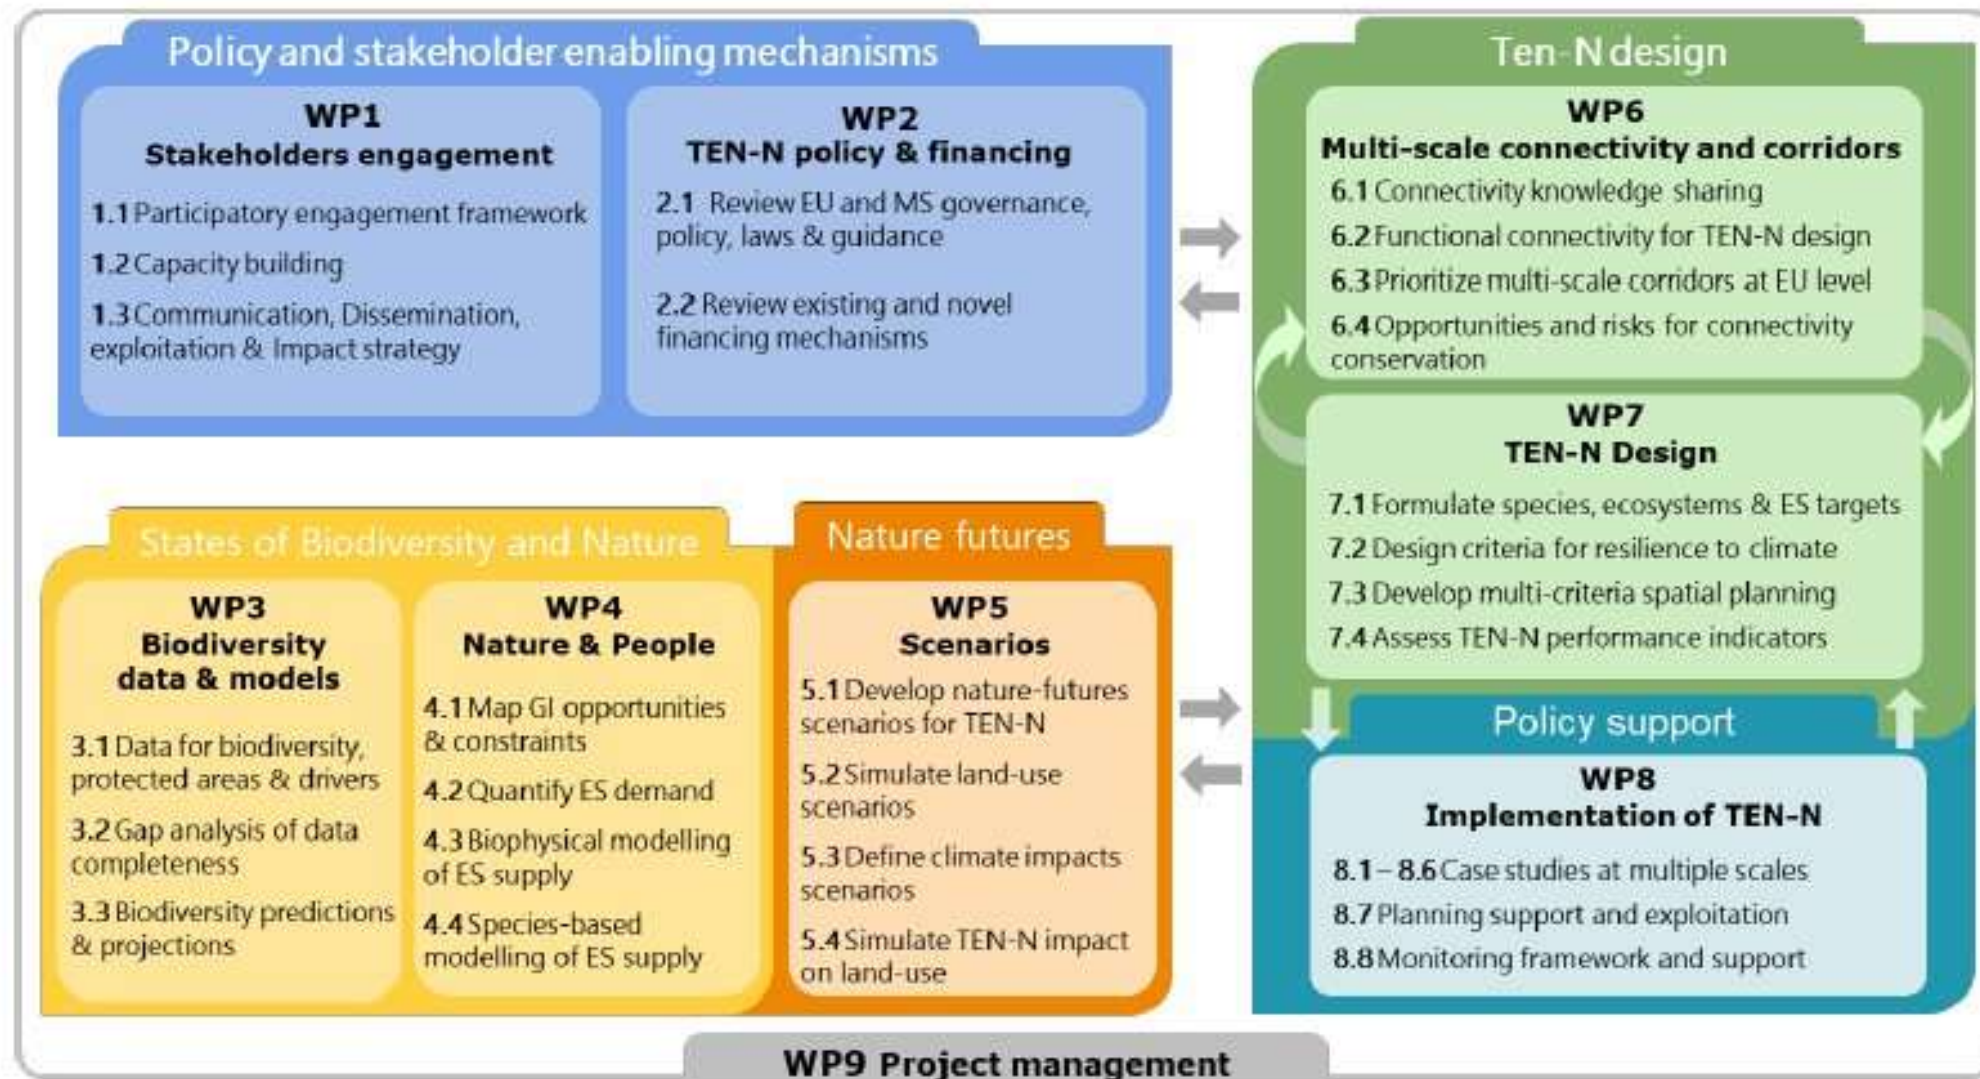 Policy and stakeholder enabling mechanisms
WP1
Stakeholders engagement
1.1 Participatory engagement framework
1.2 Capacity building
1.3 Communication, Dissemination,
exploitation & Impact strategy
WP2
TEN-N policy & financing
2.1 Review EU and MS governance,
policy, laws & guidance
2.2 Review existing and novel
financing mechanisms
States of Biodiversity and Nature
WP3
Biodiversity
data & models
3.1 Data for biodiversity,
protected areas & drivers
3.2 Gap analysis of data
completeness
3.3 Biodiversity predictions
& projections
WP4
Nature & People
4.1 Map GI opportunities
& constraints
4.2 Quantify ES demand
4.3 Biophysical modelling
of ES supply
4.4 Species-based
modelling of ES supply
Nature futures
WP5
Scenarios
5.1 Develop nature-futures
scenarios for TEN-N
5.2 Simulate land-use
scenarios
5.3 Define climate impacts
scenarios
5.4 Simulate TEN-N impact
on land-use
Ten-N design
WP6
Multi-scale connectivity and corridors
6.1 Connectivity knowledge sharing
6.2 Functional connectivity for TEN-N design
6.3 Prioritize multi-scale corridors at EU level
6.4 Opportunities and risks for connectivity
conservation
WP7
TEN-N Design
7.1 Formulate species, ecosystems & ES targets
7.2 Design criteria for resilience to climate
7.3 Develop multi-criteria spatial planning
7.4 Assess TEN-N performance indicators
Policy support
WP8
Implementation of TEN-N
8.1 – 8.6 Case studies at multiple scales
8.7 Planning support and exploitation
8.8 Monitoring framework and support
WP9 Project management